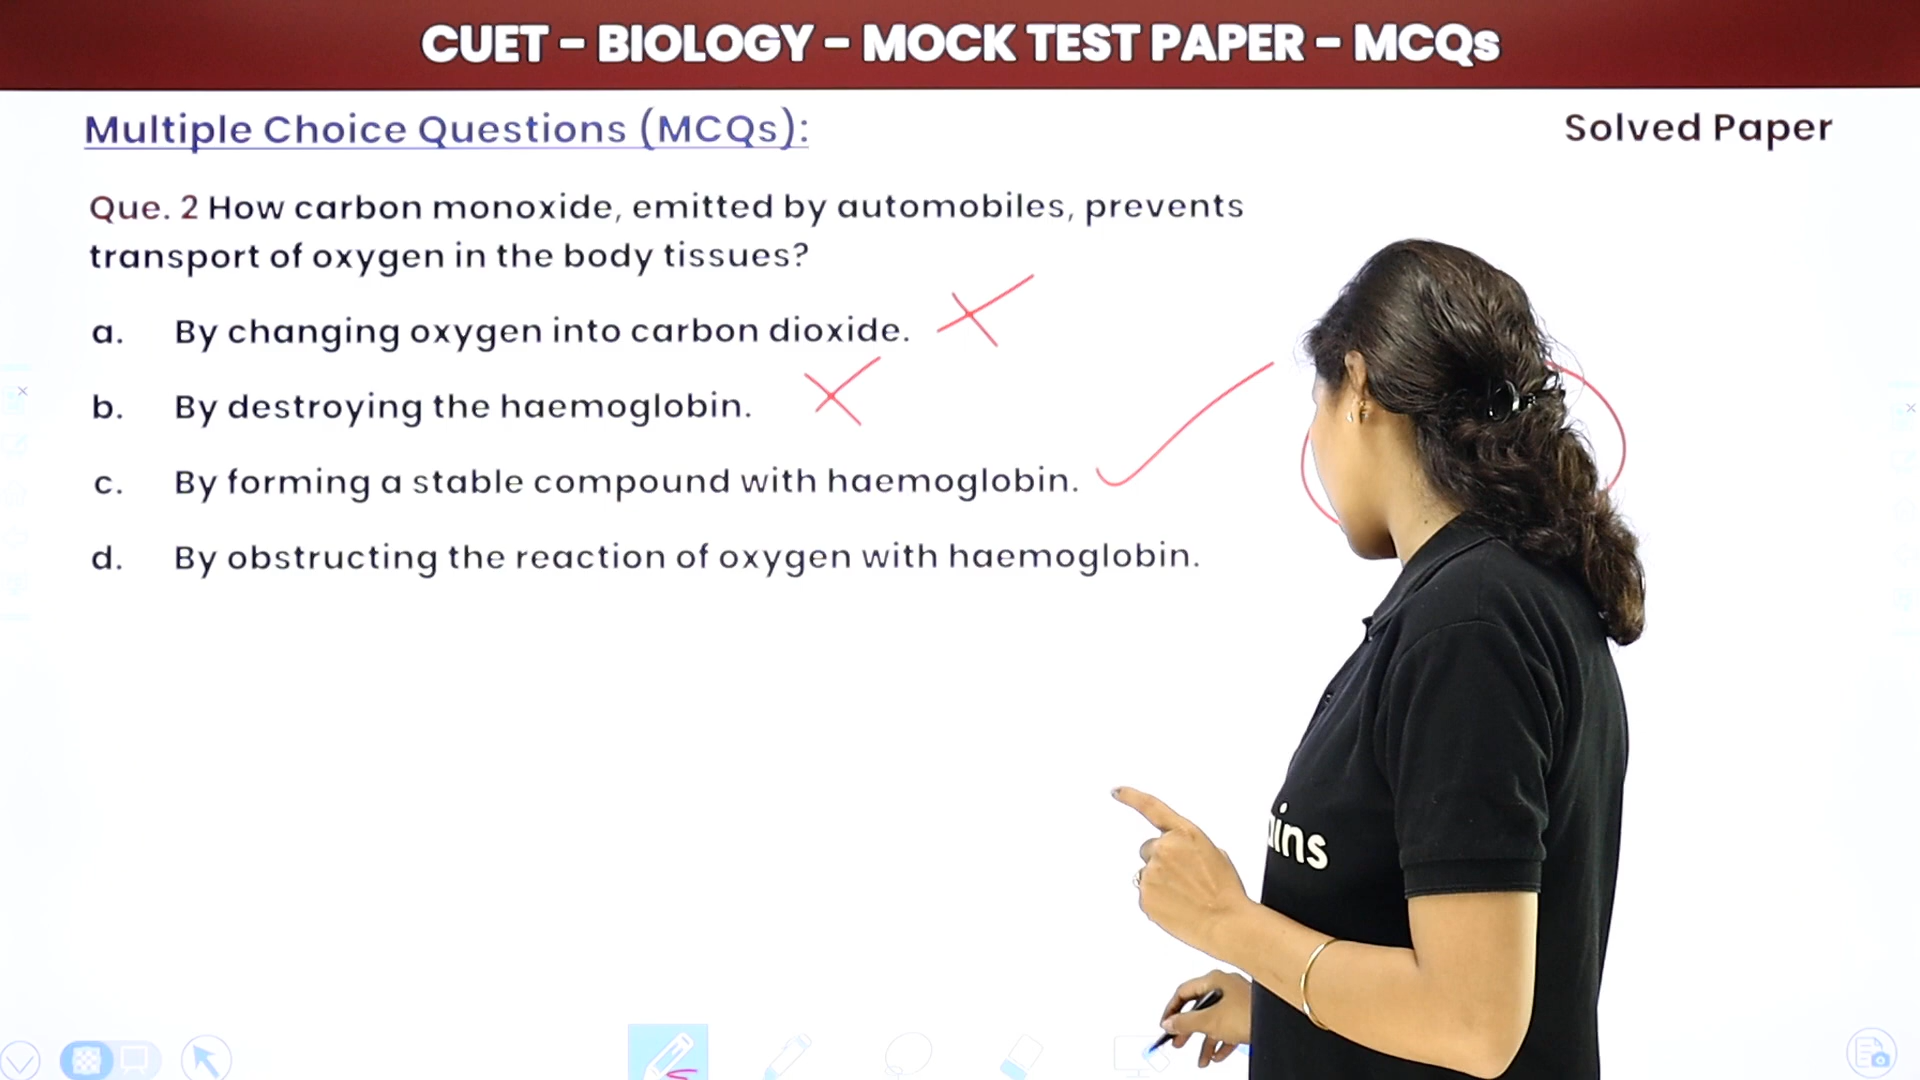 CUET - BIOLOGY - MOCK TEST PAPER - MCQs
Multiple Choice Questions (MCQs):
Solved Paper
Que. 2 How carbon monoxide, emitted by automobiles, prevents
transport of oxygen in the body tissues?
a. By changing oxygen into carbon dioxide.
b. By destroying the haemoglobin.
c. By forming a stable compound with haemoglobin.
d. By obstructing the reaction of oxygen with haemoglobin.
ains